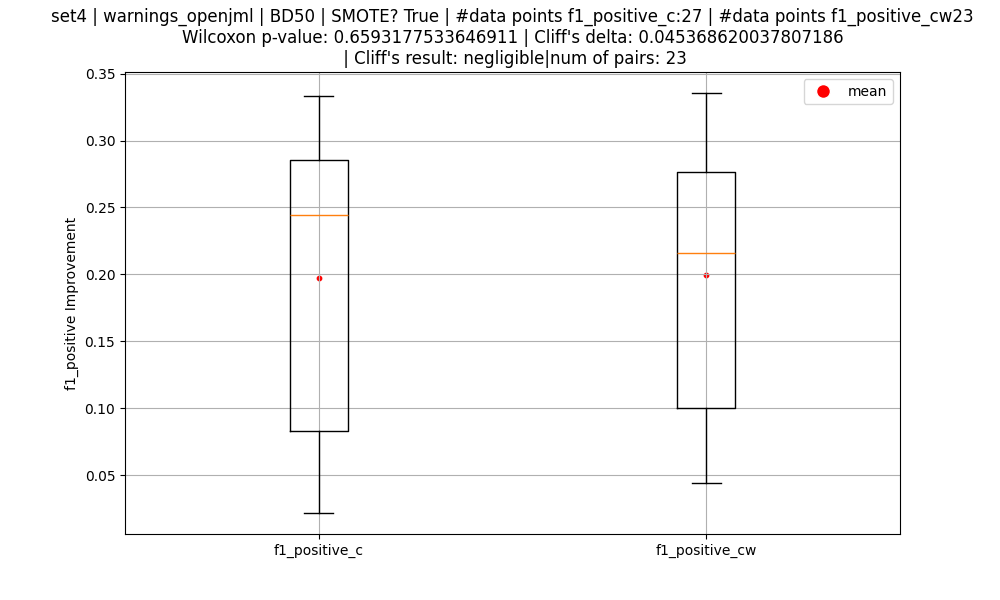 set4 | warnings_openjml | BD50 | SMOTE? True | #data points f1_positive_c:27 | #data points f1_positive_cw23
Wilcoxon p-value: 0.6593177533646911 | Cliff's delta: 0.045368620037807186
| Cliff's result: negligible|num of pairs: 23
mean
f1_positive Improvement
0.35
0.30
0.25
0.20
0.15
0.10
0.05
f1_positive_c
f1_positive_cw